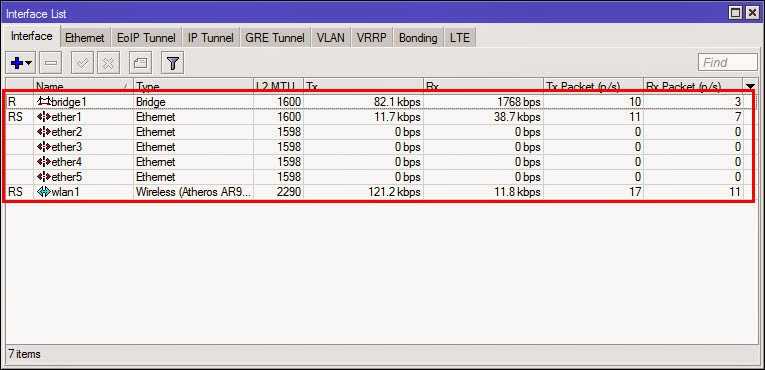 Interface List
Interface Ethernet EoIP Tunnel IP Tunnel GRE Tunnel VLAN VRRP Bonding LTE
Find
Name Type L2 MTU Tx Rx Tx Packet (p/s) Rx Packet (p/s)
R bridge1 Bridge 1600 82.1 kbps 1768 bps 10 3
RS ether1 Ethernet 1600 11.7 kbps 38.7 kbps 11 7
ether2 Ethernet 1598 0 bps 0 bps 0 0
ether3 Ethernet 1598 0 bps 0 bps 0 0
ether4 Ethernet 1598 0 bps 0 bps 0 0
ether5 Ethernet 1598 0 bps 0 bps 0 0
RS wlan1 Wireless (Atheros AR9... 2290 121.2 kbps 11.8 kbps 17 11
7 items